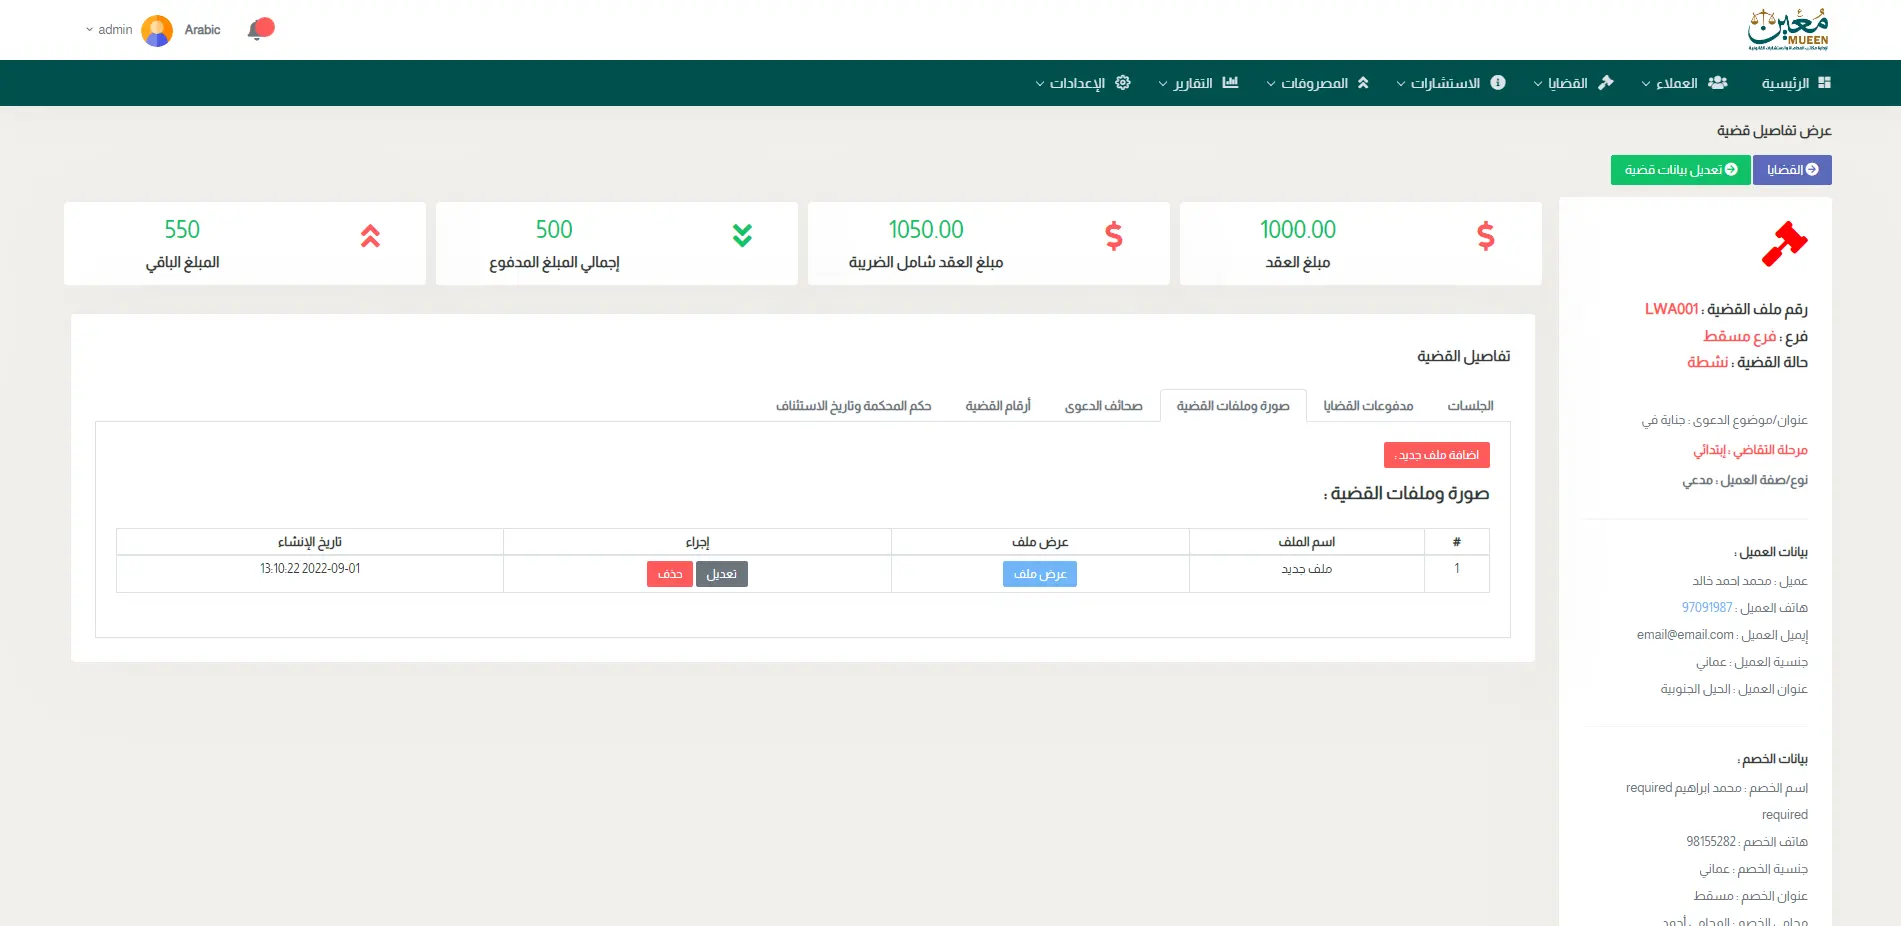 مُعين
MUEEN
Arabic
admin
الرئيسية
العملاء
القضايا
الاستشارات
المصروفات
التقارير
الإعدادات
عرض تفاصيل قضية
القضايا
تعديل بيانات قضية
رقم ملف القضية : LWA001
فرع : فرع مسقط
حالة القضية : نشطة
عنوان/موضوع الدعوى : جناية في
مرحلة التقاضي : إبتدائي
نوع/صفة العميل : مدعي
بيانات العميل :
عميل : محمد احمد خالد
هاتف العميل : 97091987
إيميل العميل : email@email.com
جنسية العميل : عماني
عنوان العميل : الحيل الجنوبية
بيانات الخصم :
اسم الخصم : محمد ابراهيم required
required
هاتف الخصم : 98155282
جنسية الخصم : عماني
عنوان الخصم : مسقط
محامي الخصم : المحامي أحمد
1000.00
مبلغ العقد
1050.00
مبلغ العقد شامل الضريبة
500
إجمالي المبلغ المدفوع
550
المبلغ الباقي
تفاصيل القضية
الجلسات
مدفوعات القضايا
صورة وملفات القضية
صحائف الدعوى
أرقام القضية
حكم المحكمة وتاريخ الاستئناف
اضافة ملف جديد :
صورة وملفات القضية :
# اسم الملف عرض ملف إجراء تاريخ الإنشاء
1 ملف جديد عرض ملف تعديل حذف 2022-09-01 13:10:22